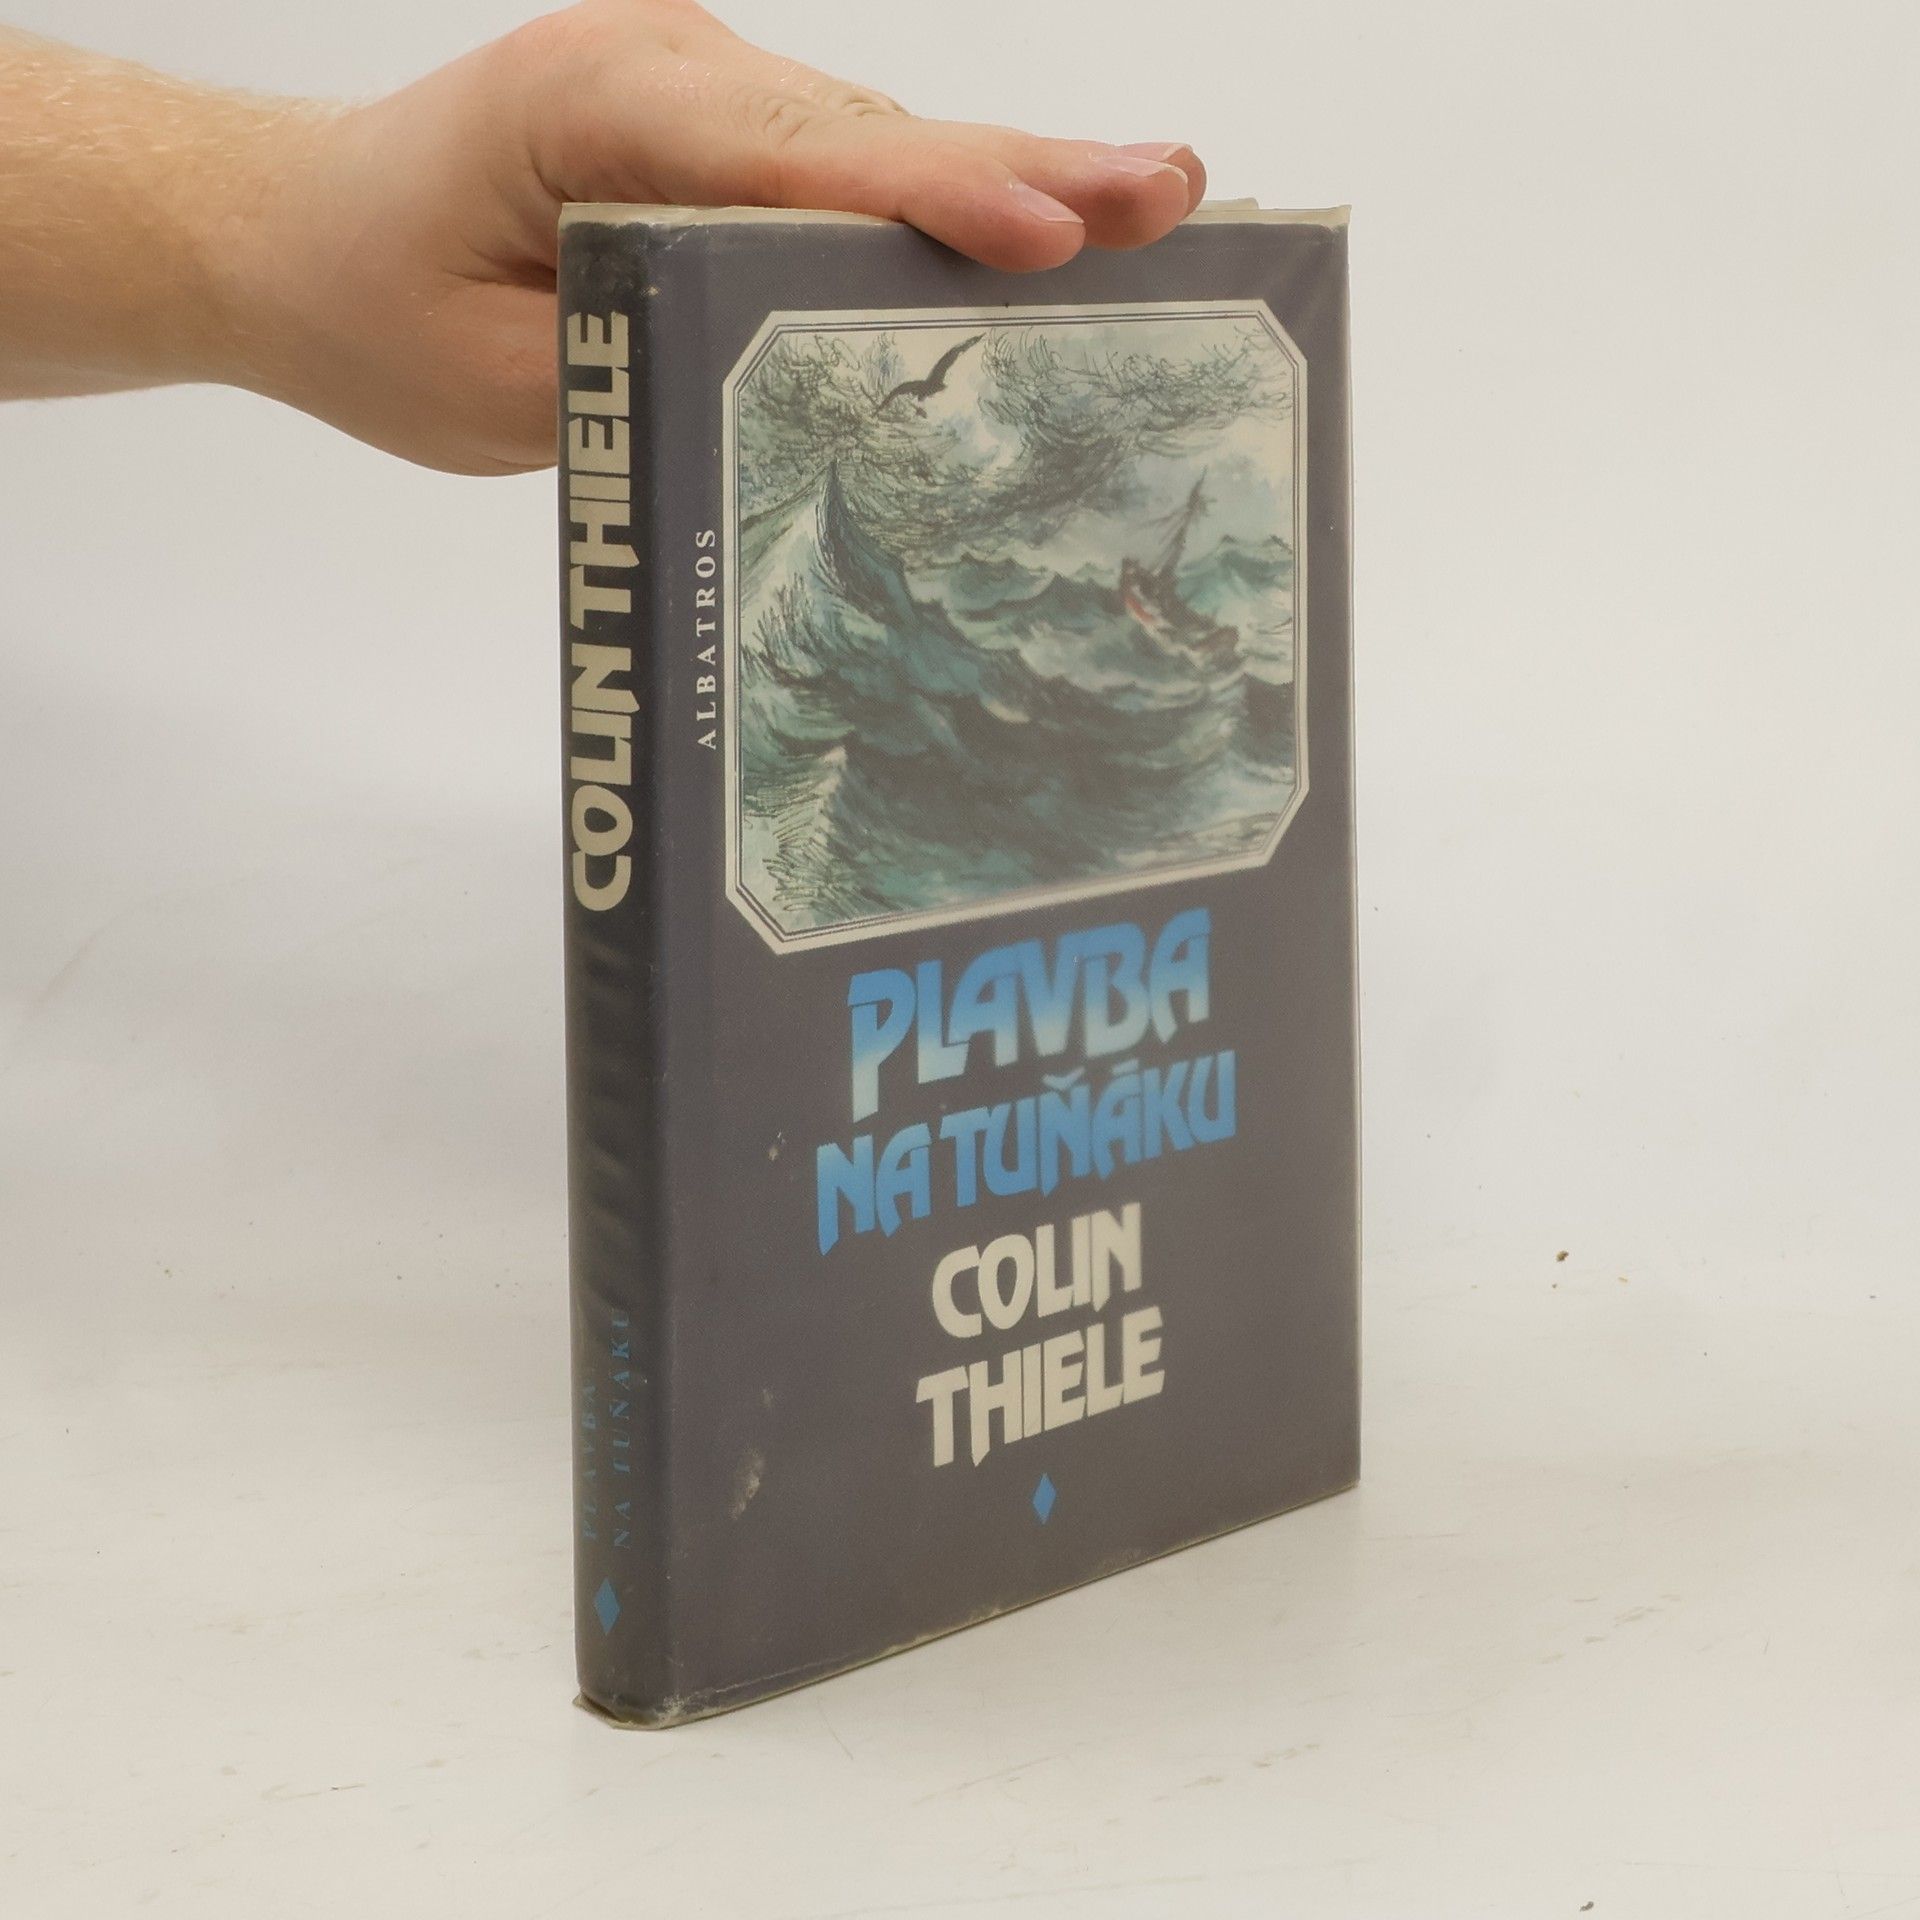 COLIN THIELE
PLAVBA
NA TUŇÁKU
ALBATROS
PLAVBA
NA TUŇÁKU
COLIN
THIELE